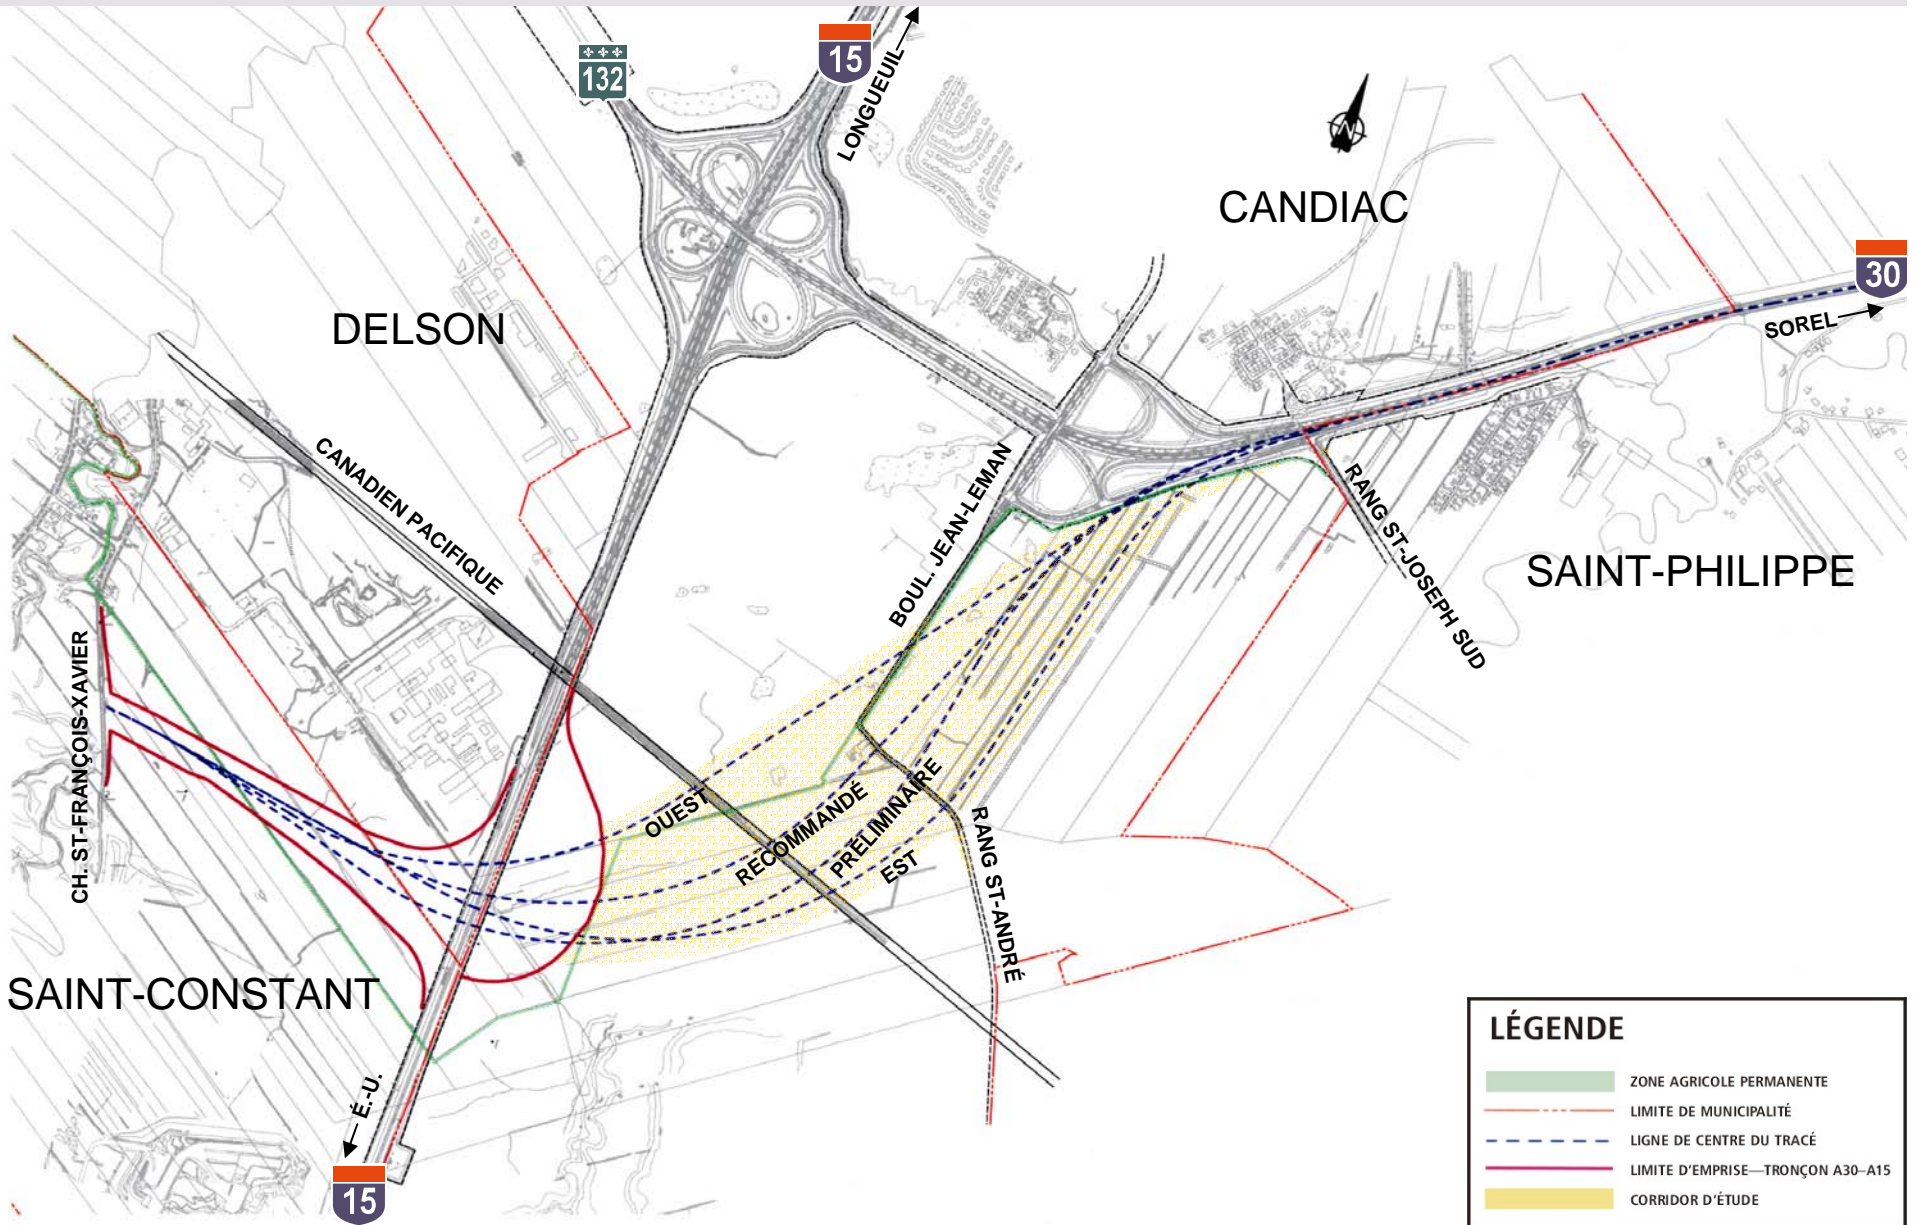 132
15
LONGUEUIL
N
CANDIAC
30
SOREL
DELSON
CANADIEN PACIFIQUE
BOUL. JEAN-LEMAN
RANG ST-JOSEPH SUD
SAINT-PHILIPPE
CH. ST-FRANÇOIS-XAVIER
OUEST
RECOMMANDÉ
PRÉLIMINAIRE
EST
RANG ST-ANDRÉ
SAINT-CONSTANT
É.-U.
15
LÉGENDE
ZONE AGRICOLE PERMANENTE
LIMITE DE MUNICIPALITÉ
LIGNE DE CENTRE DU TRACÉ
LIMITE D'EMPRISE—TRONÇON A30–A15
CORRIDOR D'ÉTUDE